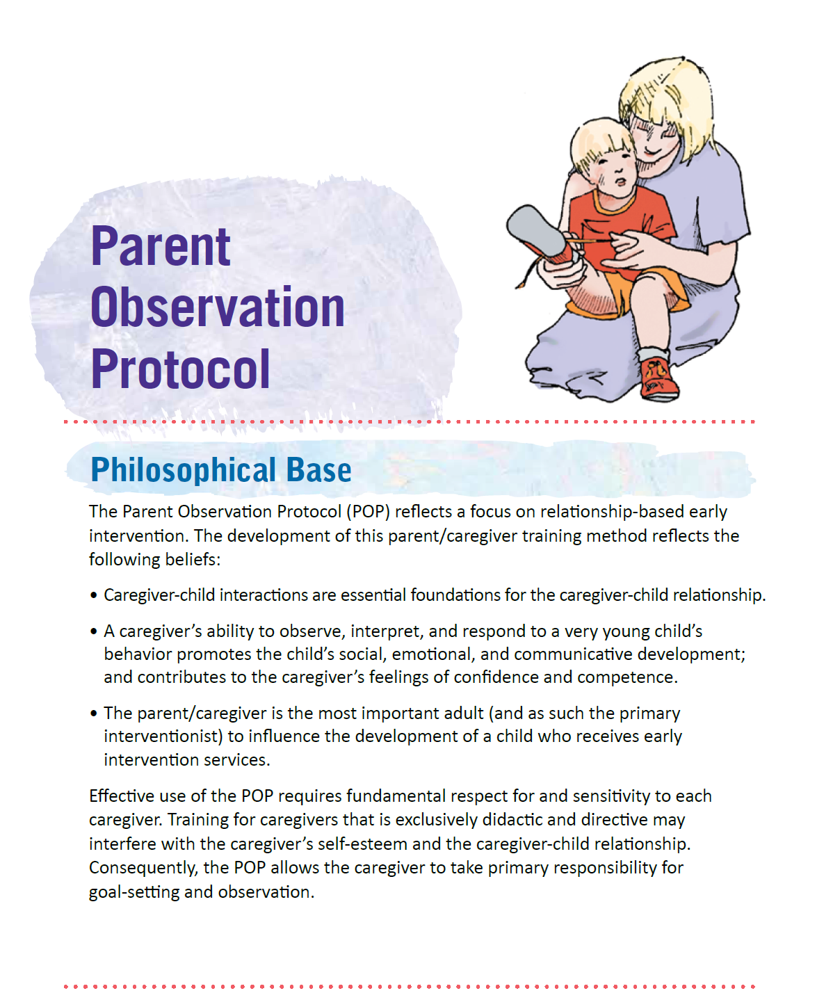 Parent
Observation
Protocol
Philosophical Base
The Parent Observation Protocol (POP) reflects a focus on relationship-based early
intervention. The development of this parent/caregiver training method reflects the
following beliefs:
• Caregiver-child interactions are essential foundations for the caregiver-child relationship.
• A caregiver’s ability to observe, interpret, and respond to a very young child’s
behavior promotes the child’s social, emotional, and communicative development;
and contributes to the caregiver’s feelings of confidence and competence.
• The parent/caregiver is the most important adult (and as such the primary
interventionist) to influence the development of a child who receives early
intervention services.
Effective use of the POP requires fundamental respect for and sensitivity to each
caregiver. Training for caregivers that is exclusively didactic and directive may
interfere with the caregiver’s self-esteem and the caregiver-child relationship.
Consequently, the POP allows the caregiver to take primary responsibility for
goal-setting and observation.